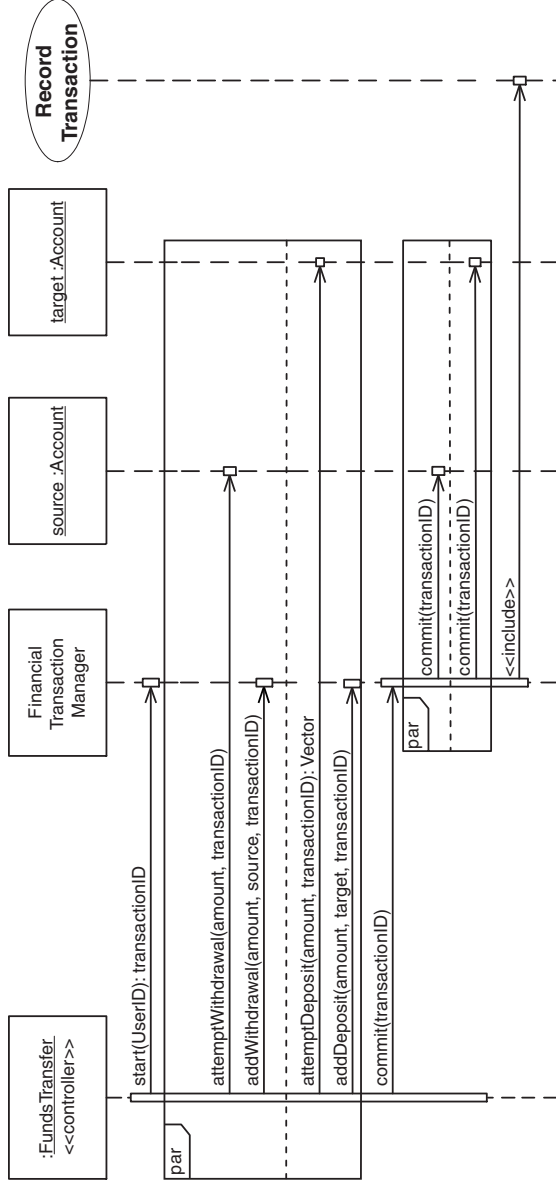 :FundsTransfer
<<controller>>
Financial
Transaction
Manager
source :Account
target :Account
Record
Transaction
start(UserID): transactionID
par
attemptWithdrawal(amount, transactionID)
addWithdrawal(amount, source, transactionID)
attemptDeposit(amount, transactionID): Vector
addDeposit(amount, target, transactionID)
commit(transactionID)
par
commit(transactionID)
commit(transactionID)
<<include>>